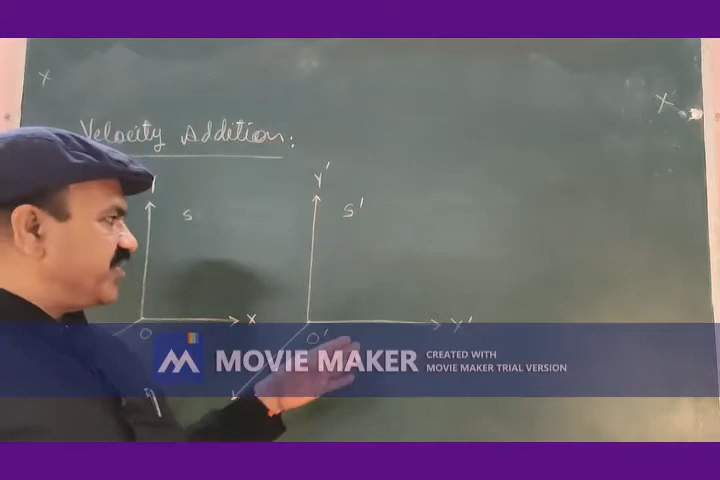 x
x
Velocity Addition:
Y
Y'
S
S'
X
X'
O
O'
MOVIE MAKER
CREATED WITH
MOVIE MAKER TRIAL VERSION